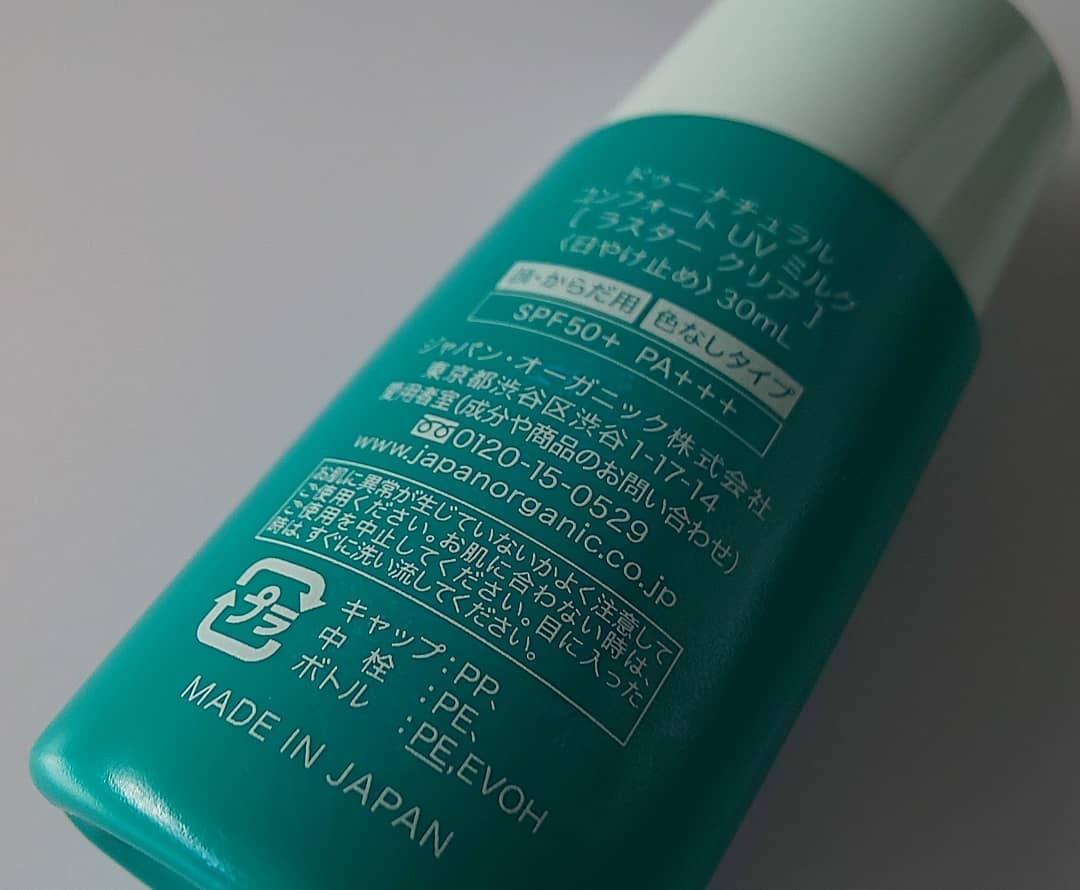 ドゥーナチュラル
コンフォート UV ミルク
[ ラスター クリア ]
〈日やけ止め〉30mL
顔・からだ用 色なしタイプ
SPF50+ PA+++
ジャパン・オーガニック株式会社
東京都渋谷区渋谷 1-17-14
愛用者室(成分や商品のお問い合わせ)
0120-15-0529
www.japanorganic.co.jp
お肌に異常が生じていないかよく注意して
ご使用ください。お肌に合わない時は、
ご使用を中止してください。目に入った
時は、すぐに洗い流してください。
プラ
キャップ:PP、
中 栓 :PE、
ボトル :PE,EVOH
MADE IN JAPAN